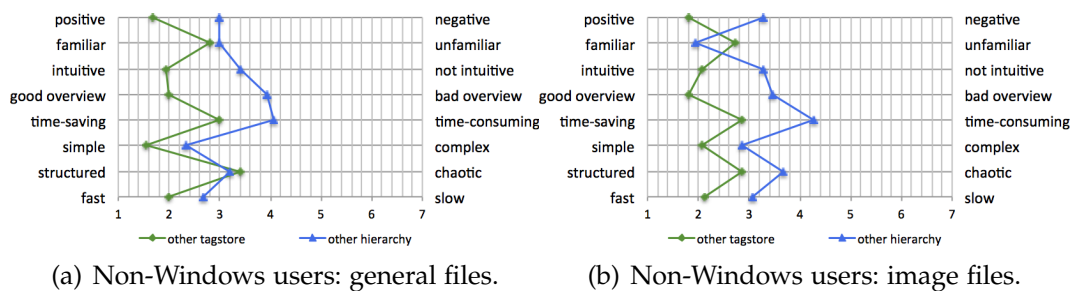 positive negative positive negative
familiar unfamiliar familiar unfamiliar
intuitive not intuitive intuitive not intuitive
good overview bad overview good overview bad overview
time-saving time-consuming time-saving time-consuming
simple complex simple complex
structured chaotic structured chaotic
fast slow fast slow
1 2 3 4 5 6 7 1 2 3 4 5 6 7
other tagstore other hierarchy other tagstore other hierarchy
(a) Non-Windows users: general files. (b) Non-Windows users: image files.